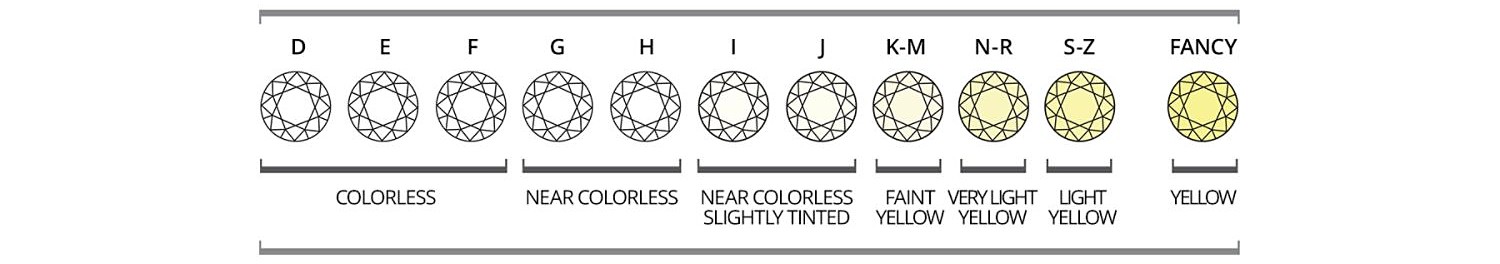 D E F G H I J K-M N-R S-Z FANCY
COLORLESS NEAR COLORLESS NEAR COLORLESS FAINT VERY LIGHT LIGHT YELLOW
SLIGHTLY TINTED YELLOW YELLOW YELLOW